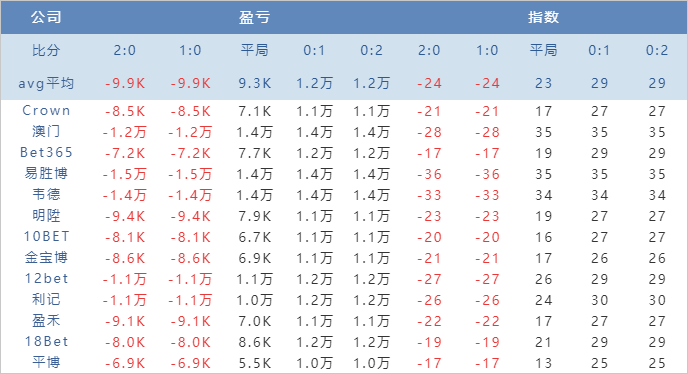 公司 盈亏 指数
比分 2:0 1:0 平局 0:1 0:2 2:0 1:0 平局 0:1 0:2
avg平均 -9.9K -9.9K 9.3K 1.2万 1.2万 -24 -24 23 29 29
Crown -8.5K -8.5K 7.1K 1.1万 1.1万 -21 -21 17 27 27
澳门 -1.2万 -1.2万 1.4万 1.4万 1.4万 -28 -28 35 35 35
Bet365 -7.2K -7.2K 7.7K 1.2万 1.2万 -17 -17 19 29 29
易胜博 -1.5万 -1.5万 1.4万 1.4万 1.4万 -36 -36 35 35 35
韦德 -1.4万 -1.4万 1.4万 1.4万 1.4万 -33 -33 34 34 34
明陞 -9.4K -9.4K 7.9K 1.1万 1.1万 -23 -23 19 27 27
10BET -8.1K -8.1K 6.7K 1.1万 1.1万 -20 -20 16 27 27
金宝博 -8.6K -8.6K 6.9K 1.1万 1.1万 -21 -21 17 26 26
12bet -1.1万 -1.1万 1.1万 1.2万 1.2万 -27 -27 26 29 29
利记 -1.1万 -1.1万 1.0万 1.2万 1.2万 -26 -26 24 30 30
盈禾 -9.1K -9.1K 7.0K 1.1万 1.1万 -22 -22 17 27 27
18Bet -8.0K -8.0K 8.6K 1.2万 1.2万 -19 -19 21 29 29
平博 -6.9K -6.9K 5.5K 1.0万 1.0万 -17 -17 13 25 25